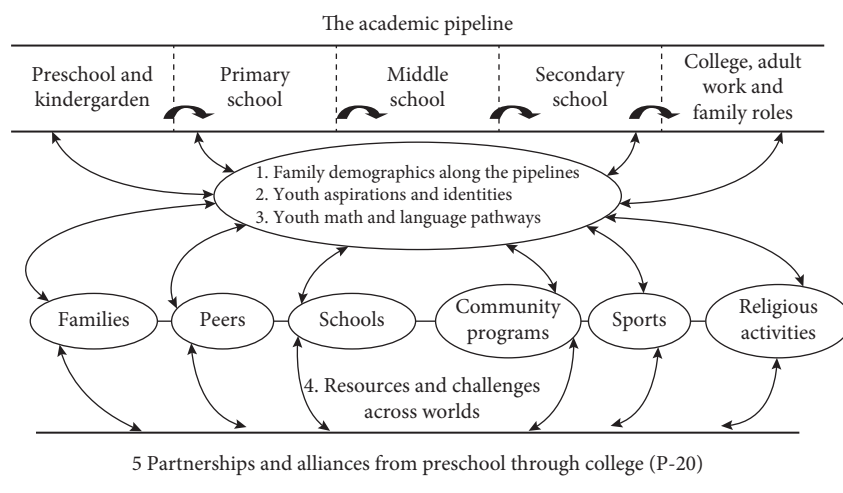 The academic pipeline
Preschool and
kindergarden
Primary
school
Middle
school
Secondary
school
College, adult
work and
family roles
1. Family demographics along the pipelines
2. Youth aspirations and identities
3. Youth math and language pathways
Families
Peers
Schools
Community
programs
Sports
Religious
activities
4. Resources and challenges
across worlds
5 Partnerships and alliances from preschool through college (P-20)